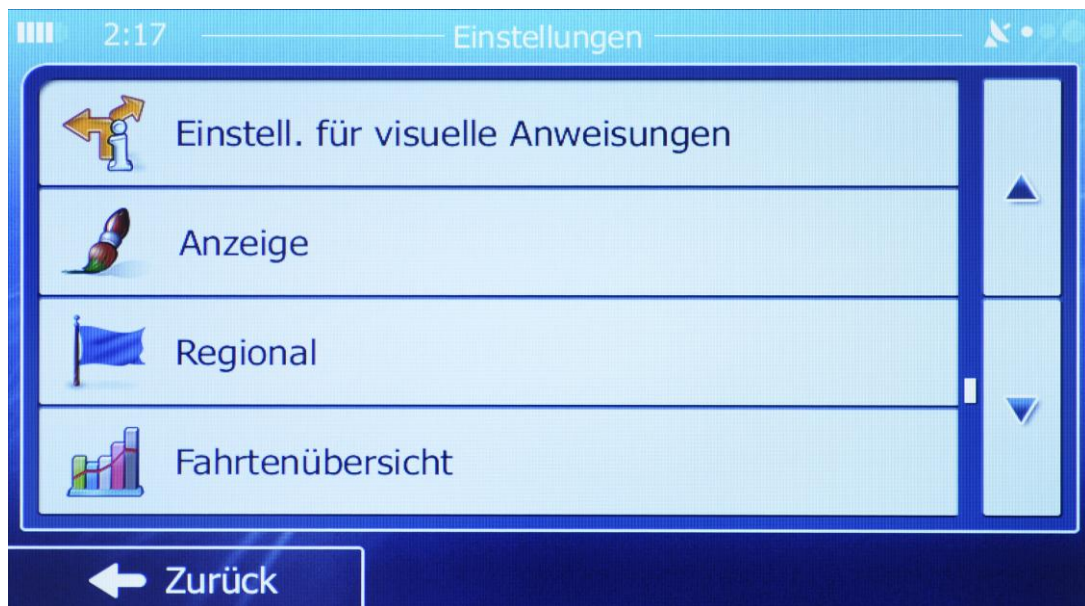 2:17
Einstellungen
Einstell. für visuelle Anweisungen
Anzeige
Regional
Fahrtenübersicht
Zurück